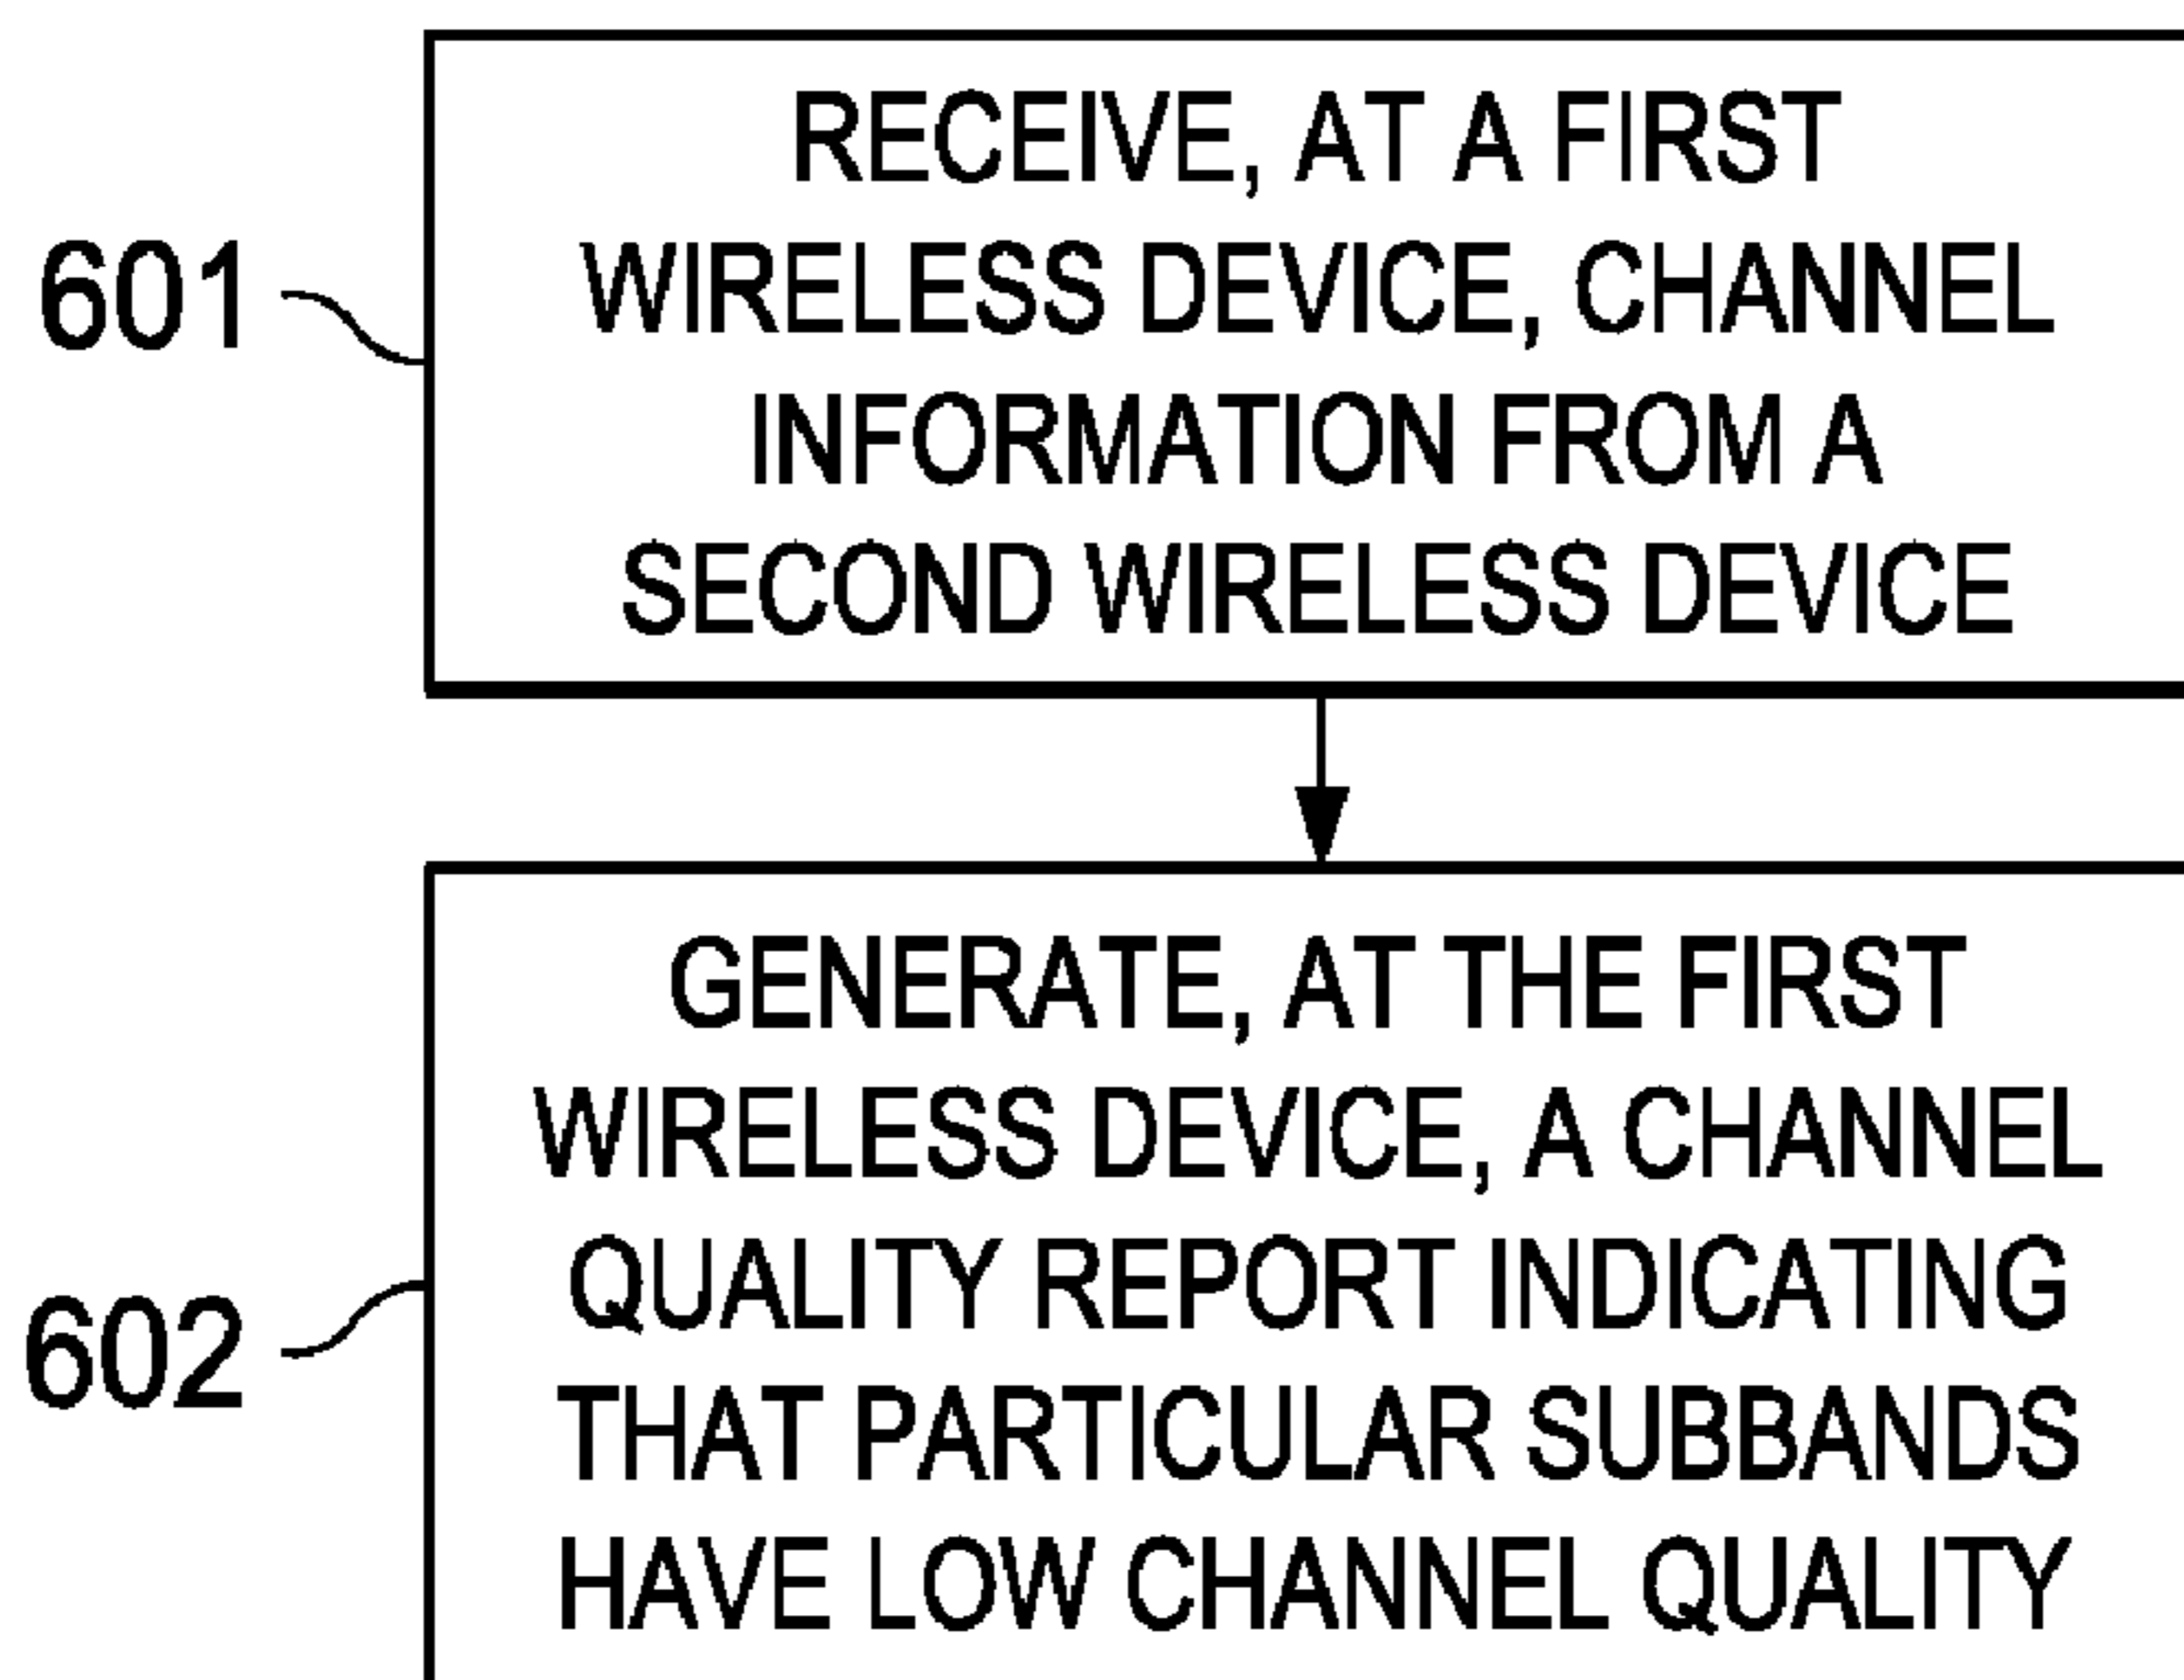 601
RECEIVE, AT A FIRST
WIRELESS DEVICE, CHANNEL
INFORMATION FROM A
SECOND WIRELESS DEVICE
602
GENERATE, AT THE FIRST
WIRELESS DEVICE, A CHANNEL
QUALITY REPORT INDICATING
THAT PARTICULAR SUBBANDS
HAVE LOW CHANNEL QUALITY